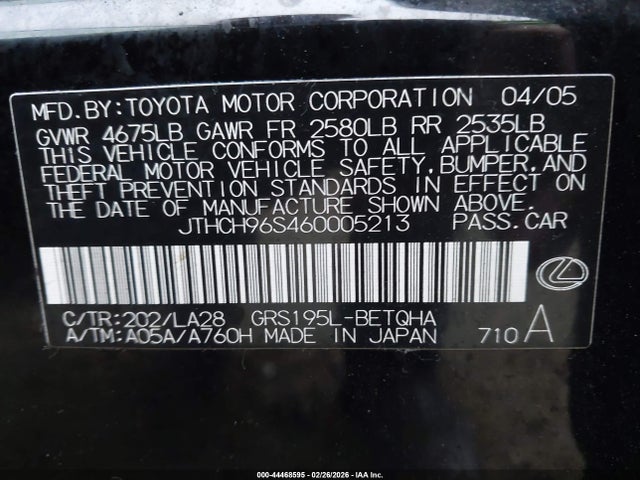 MFD.BY:TOYOTA MOTOR CORPORATION 04/05
GVWR 4675LB GAWR FR 2580LB RR 2535LB
THIS VEHICLE CONFORMS TO ALL APPLICABLE
FEDERAL MOTOR VEHICLE SAFETY,BUMPER,AND
THEFT PREVENTION STANDARDS IN EFFECT ON
THE DATE OF MANUFACTURE SHOWN ABOVE.
JTHCH96S460005213 PASS.CAR
C/TR:202/LA28 GRS195L-BETQHA
A/TM:A05A/A760H MADE IN JAPAN 710 A
000-44468595 - 02/26/2026 - IAA Inc.